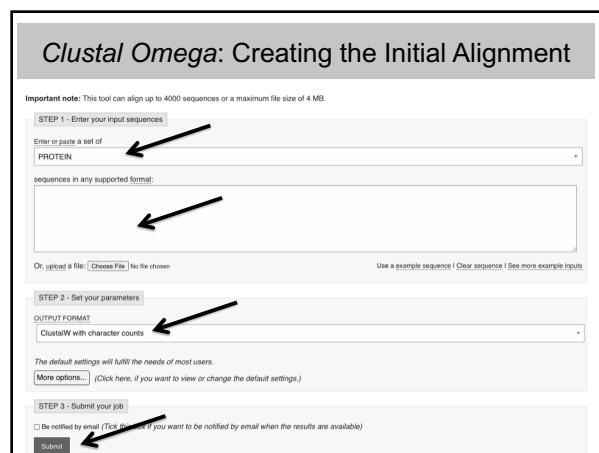 Clustal Omega: Creating the Initial Alignment
Important note: This tool can align up to 4000 sequences or a maximum file size of 4 MB.
STEP 1 - Enter your input sequences
Enter or paste a set of
PROTEIN
sequences in any supported format:
Or, upload a file: Choose File No file chosen Use a example sequence | Clear sequence | See more example inputs
STEP 2 - Set your parameters
OUTPUT FORMAT
ClustalW with character counts
The default settings will fulfill the needs of most users.
More options... (Click here, if you want to view or change the default settings.)
STEP 3 - Submit your job
Be notified by email (Tick this box if you want to be notified by email when the results are available)
Submit